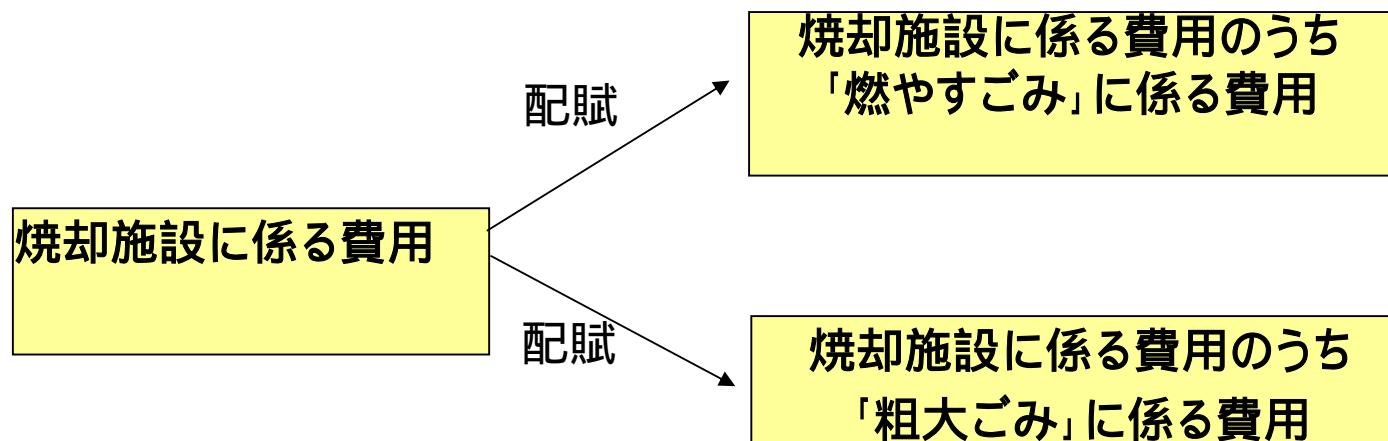 焼却施設に係る費用のうち
「燃やすごみ」に係る費用
配賦
焼却施設に係る費用
配賦
焼却施設に係る費用のうち
「粗大ごみ」に係る費用